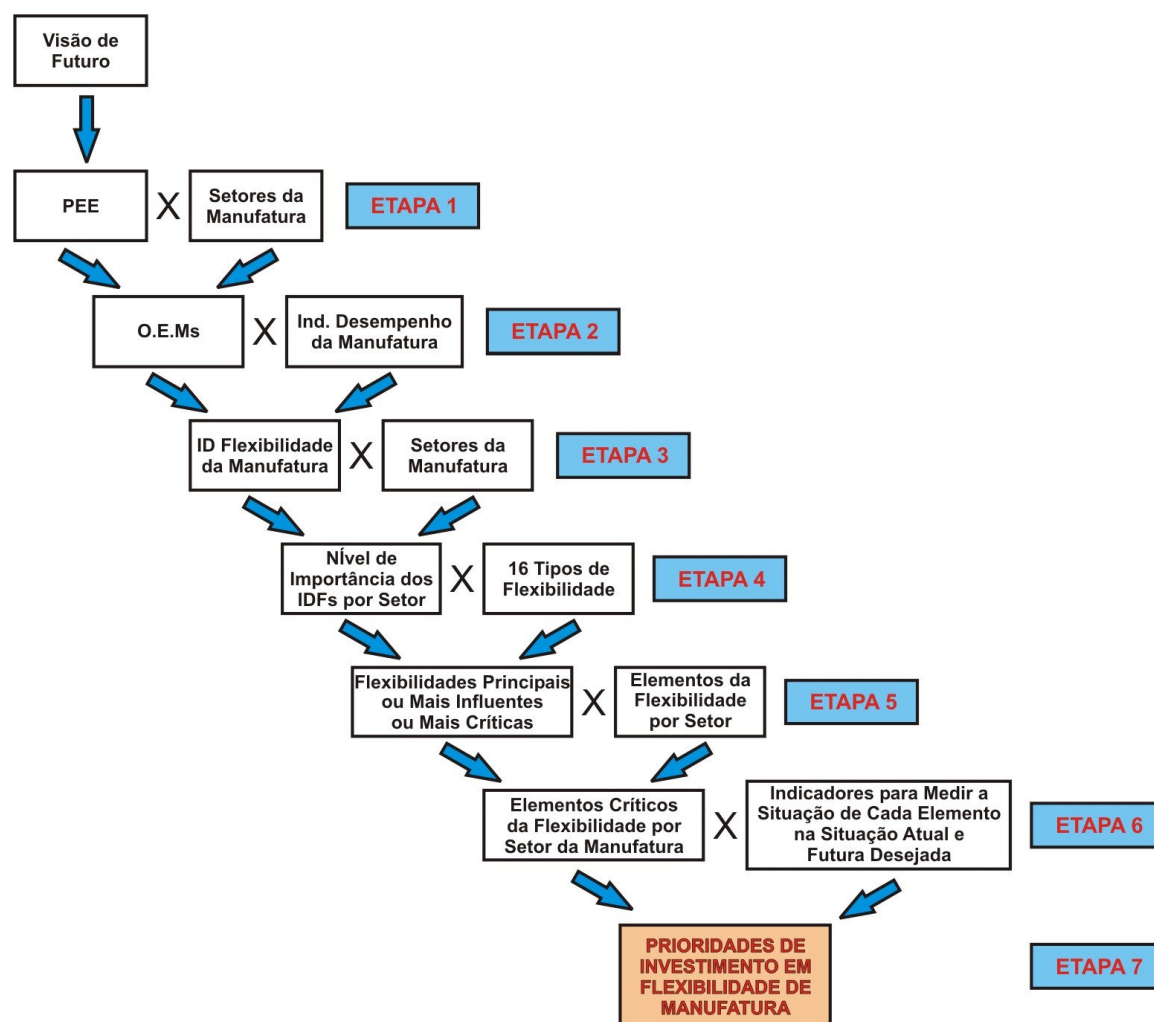 Visão de
Futuro
PEE
X
Setores da
Manufatura
ETAPA 1
O.E.Ms
X
Ind. Desempenho
da Manufatura
ETAPA 2
ID Flexibilidade
da Manufatura
X
Setores da
Manufatura
ETAPA 3
NÍvel de
Importância dos
IDFs por Setor
X
16 Tipos de
Flexibilidade
ETAPA 4
Flexibilidades Principais
ou Mais Influentes
ou Mais Críticas
X
Elementos da
Flexibilidade
por Setor
ETAPA 5
Elementos Críticos
da Flexibilidade por
Setor da Manufatura
X
Indicadores para Medir a
Situação de Cada Elemento
na Situação Atual e
Futura Desejada
ETAPA 6
PRIORIDADES DE
INVESTIMENTO EM
FLEXIBILIDADE DE
MANUFATURA
ETAPA 7